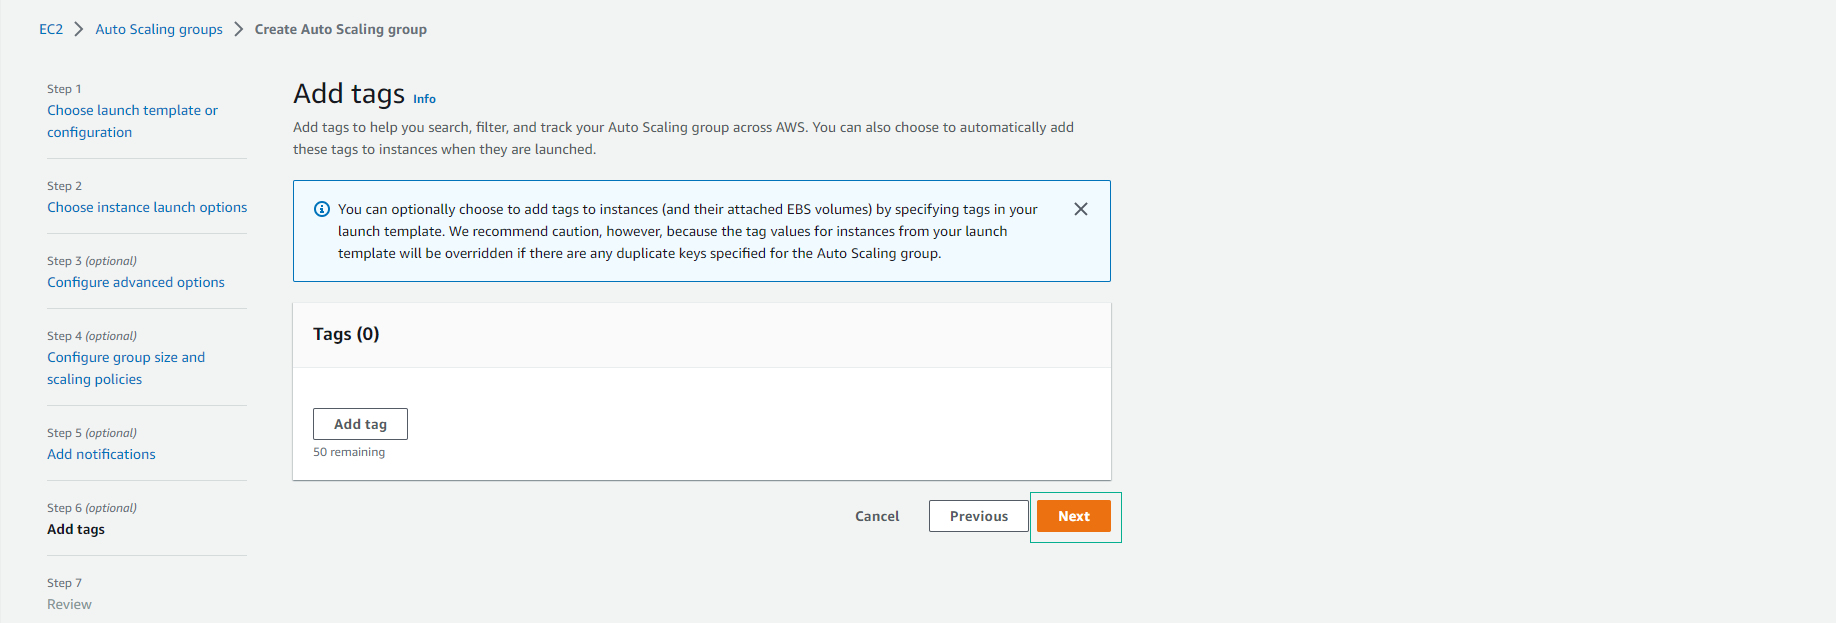 EC2 > Auto Scaling groups > Create Auto Scaling group
Step 1
Choose launch template or
configuration
Step 2
Choose instance launch options
Step 3 (optional)
Configure advanced options
Step 4 (optional)
Configure group size and
scaling policies
Step 5 (optional)
Add notifications
Step 6 (optional)
Add tags
Step 7
Review
Add tags Info
Add tags to help you search, filter, and track your Auto Scaling group across AWS. You can also choose to automatically add
these tags to instances when they are launched.
You can optionally choose to add tags to instances (and their attached EBS volumes) by specifying tags in your
launch template. We recommend caution, however, because the tag values for instances from your launch
template will be overridden if there are any duplicate keys specified for the Auto Scaling group.
Tags (0)
Add tag
50 remaining
Cancel Previous Next